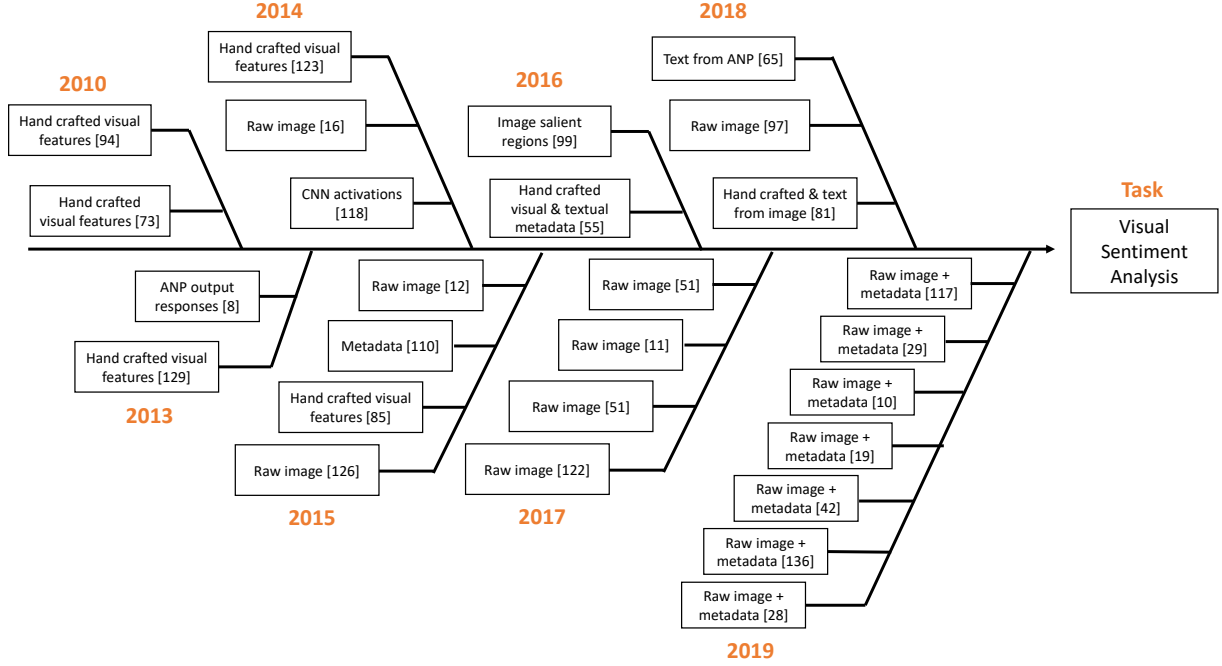 2014
Hand crafted visual
features [123]
Raw image [16]
CNN activations
[118]
2010
Hand crafted visual
features [94]
Hand crafted
visual features [73]
2016
Image salient
regions [99]
Hand crafted
visual & textual
metadata [55]
2018
Text from ANP [65]
Raw image [97]
Hand crafted & text
from image [81]
Task
Visual
Sentiment
Analysis
ANP output
responses [8]
Hand crafted visual
features [129]
2013
Raw image [12]
Metadata [110]
Hand crafted visual
features [85]
Raw image [126]
2015
Raw image [51]
Raw image [11]
Raw image [51]
Raw image [122]
2017
Raw image +
metadata [117]
Raw image +
metadata [29]
Raw image +
metadata [10]
Raw image +
metadata [19]
Raw image +
metadata [42]
Raw image +
metadata [136]
Raw image +
metadata [28]
2019